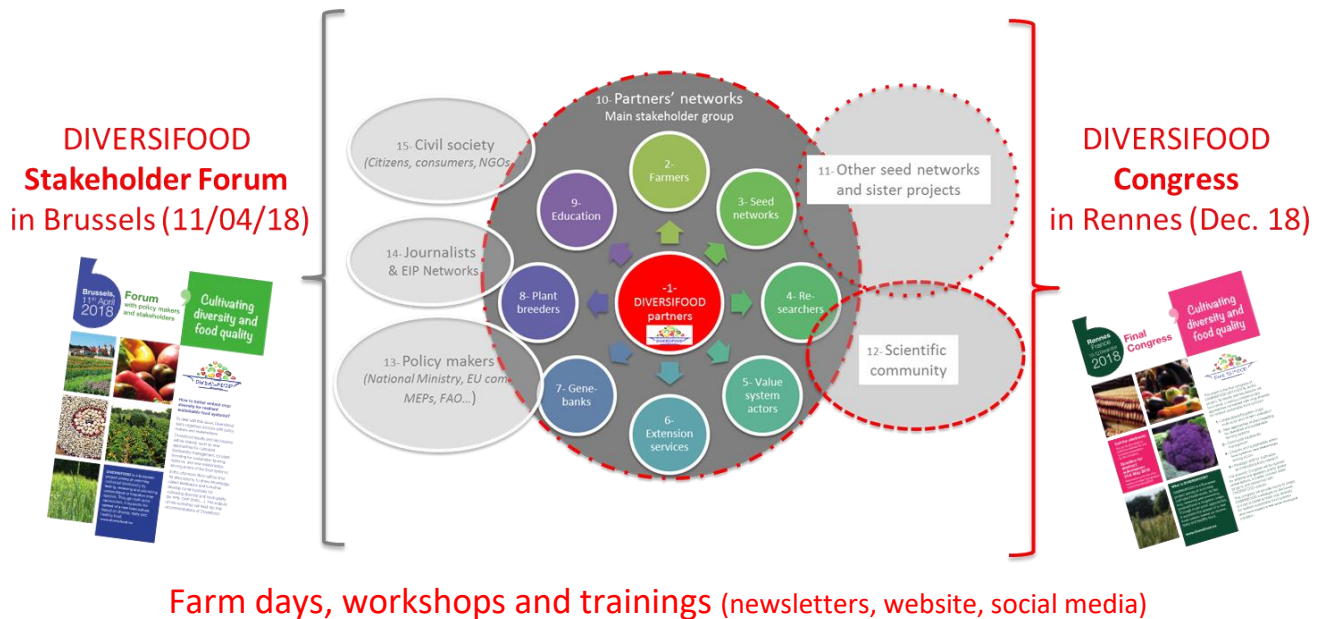 DIVERSIFOOD
Stakeholder Forum
in Brussels (11/04/18)
Brussels,
11st April
2018
Forum
with policy makers
and stakeholders
Cultivating
diversity and
food quality
15- Civil society
(Citizens, consumers, NGOs
14- Journalists
& EIP Networks
13- Policy makers
(National Ministry, EU com
MEPs, FAO...)
10- Partners' networks
Main stakeholder group
2-
Farmers
3- Seed
networks
4- Re-
searchers
5- Value
system
actors
6-
Extension
services
7- Gene-
banks
8- Plant
breeders
9-
Education
-1-
DIVERSIFOOD
partners
11- Other seed networks
and sister projects
12- Scientific
community
DIVERSIFOOD
Congress
in Rennes (Dec. 18)
Rennes,
France
2018
Final
Congress
Cultivating
diversity and
food quality
Farm days, workshops and trainings (newsletters, website, social media)